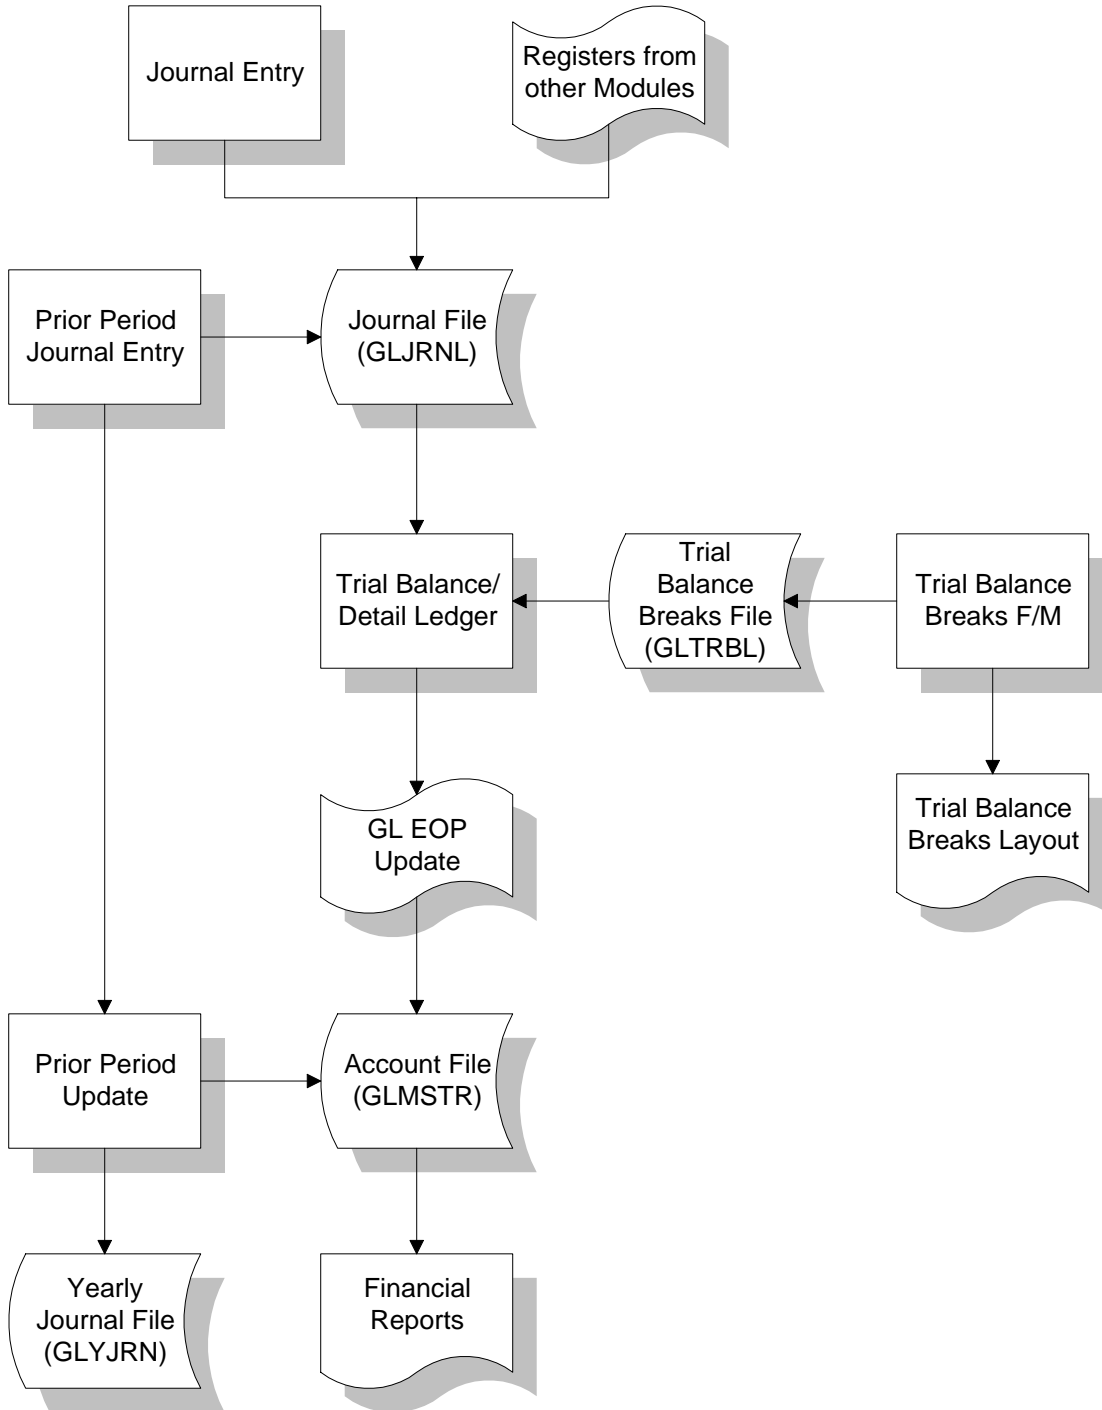 Journal Entry
Registers from
other Modules
Prior Period
Journal Entry
Journal File
(GLJRNL)
Trial Balance/
Detail Ledger
Trial
Balance
Breaks File
(GLTRBL)
Trial Balance
Breaks F/M
GL EOP
Update
Trial Balance
Breaks Layout
Prior Period
Update
Account File
(GLMSTR)
Yearly
Journal File
(GLYJRN)
Financial
Reports